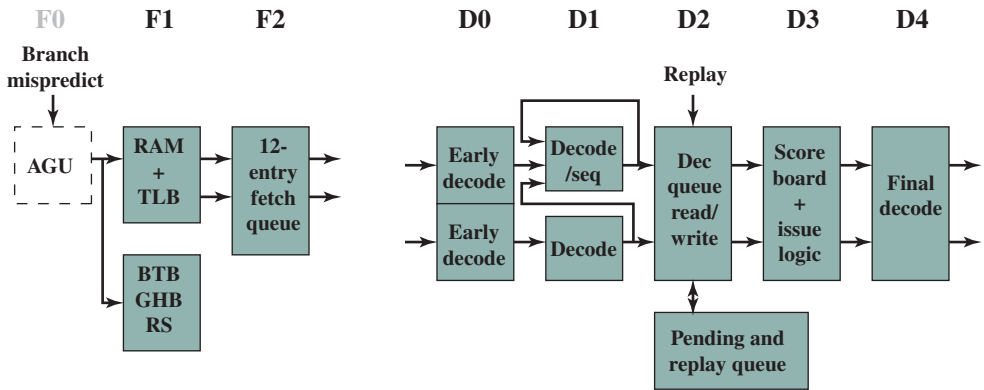 F0 F1 F2 D0 D1 D2 D3 D4
Branch
mispredict
Replay
AGU
RAM
+
TLB
12-
entry
fetch
queue
BTB
GHB
RS
Early
decode
Early
decode
Decode
/seq
Decode
Dec
queue
read/
write
Score
board
+
issue
logic
Final
decode
Pending and
replay queue